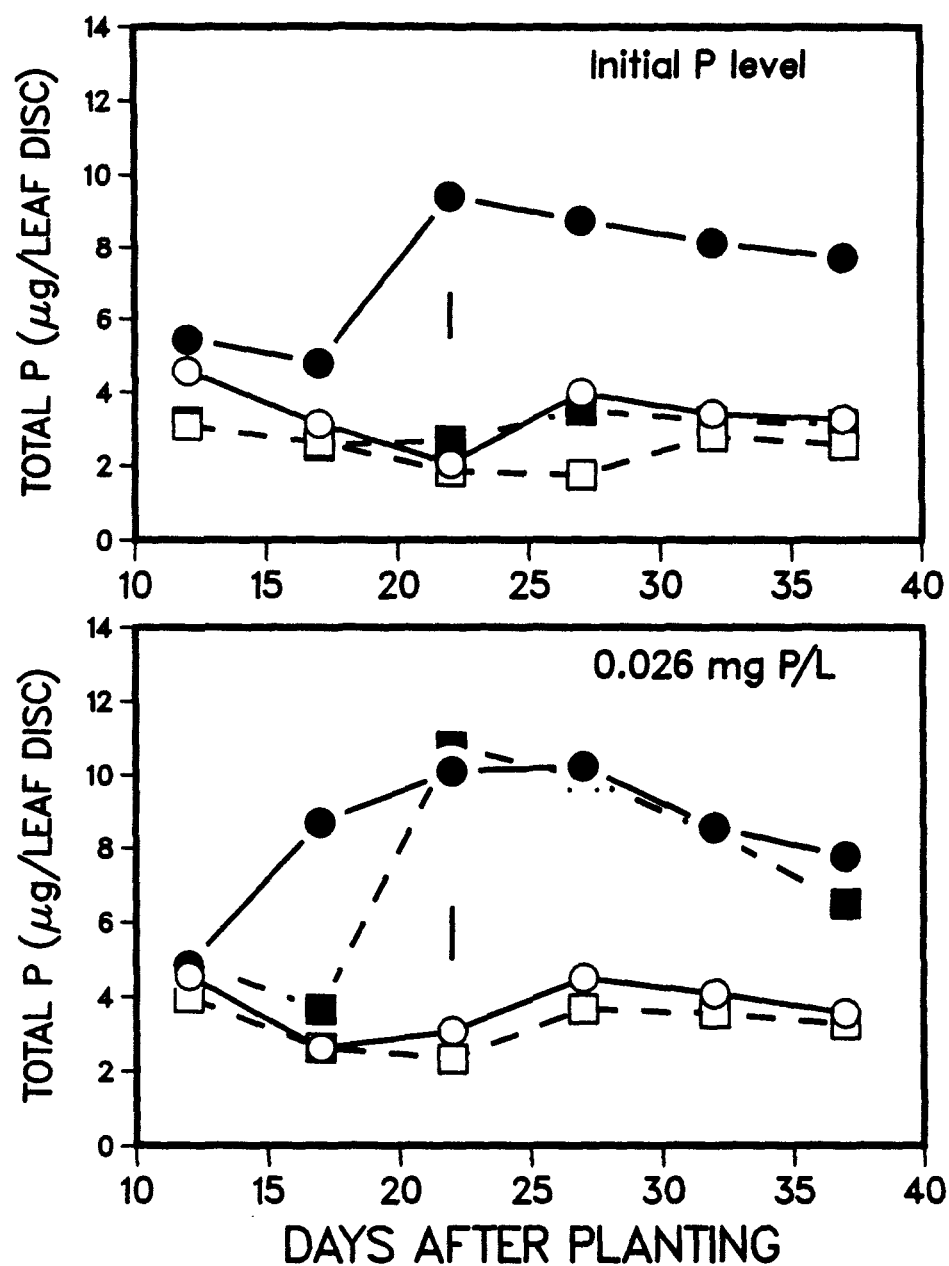 14
Initial P level
12
10
8
6
4
2
0
TOTAL P (µg/LEAF DISC)
10 15 20 25 30 35 40
14
0.026 mg P/L
12
10
8
6
4
2
0
TOTAL P (µg/LEAF DISC)
10 15 20 25 30 35 40
DAYS AFTER PLANTING